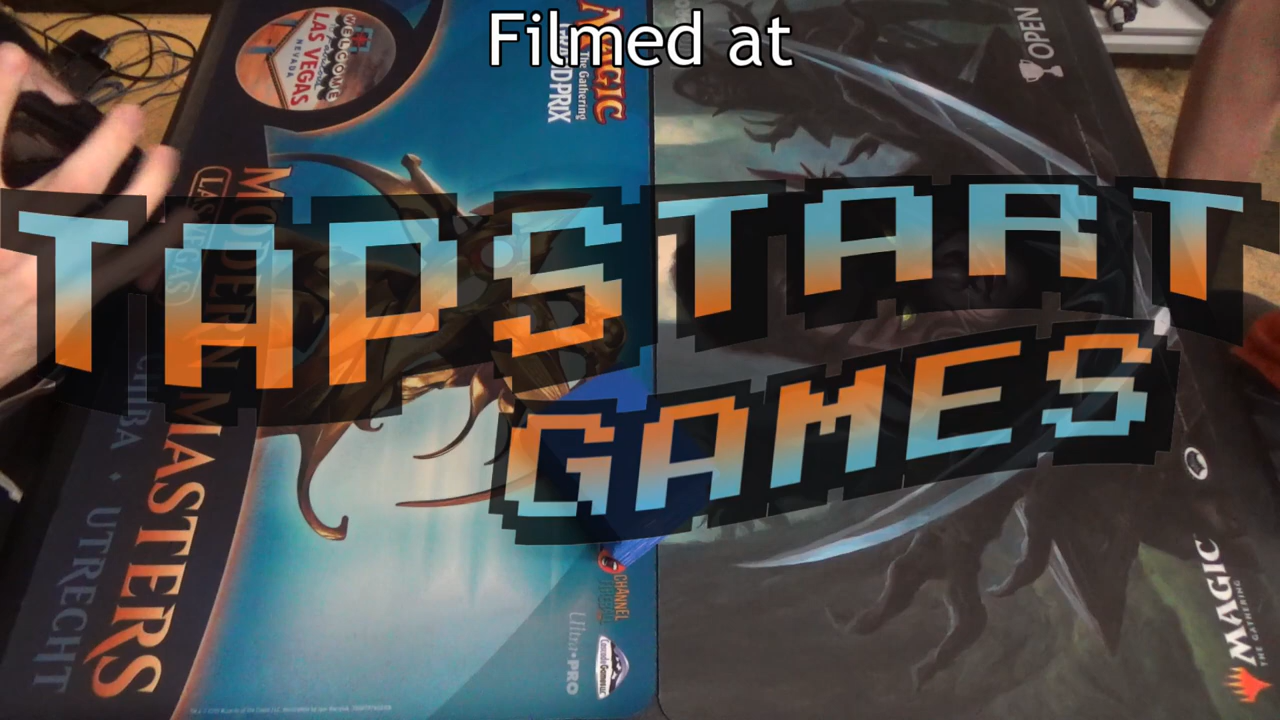 Filmed at
TAPSTART
GAMES
WELCOME
LAS VEGAS
NEVADA
MAGIC
The Gathering
OPEN
MODERN MASTERS
LAS VEGAS
CHIBA • UTRECHT
CHANNEL
Ultra•PRO
MAGIC
THE GATHERING